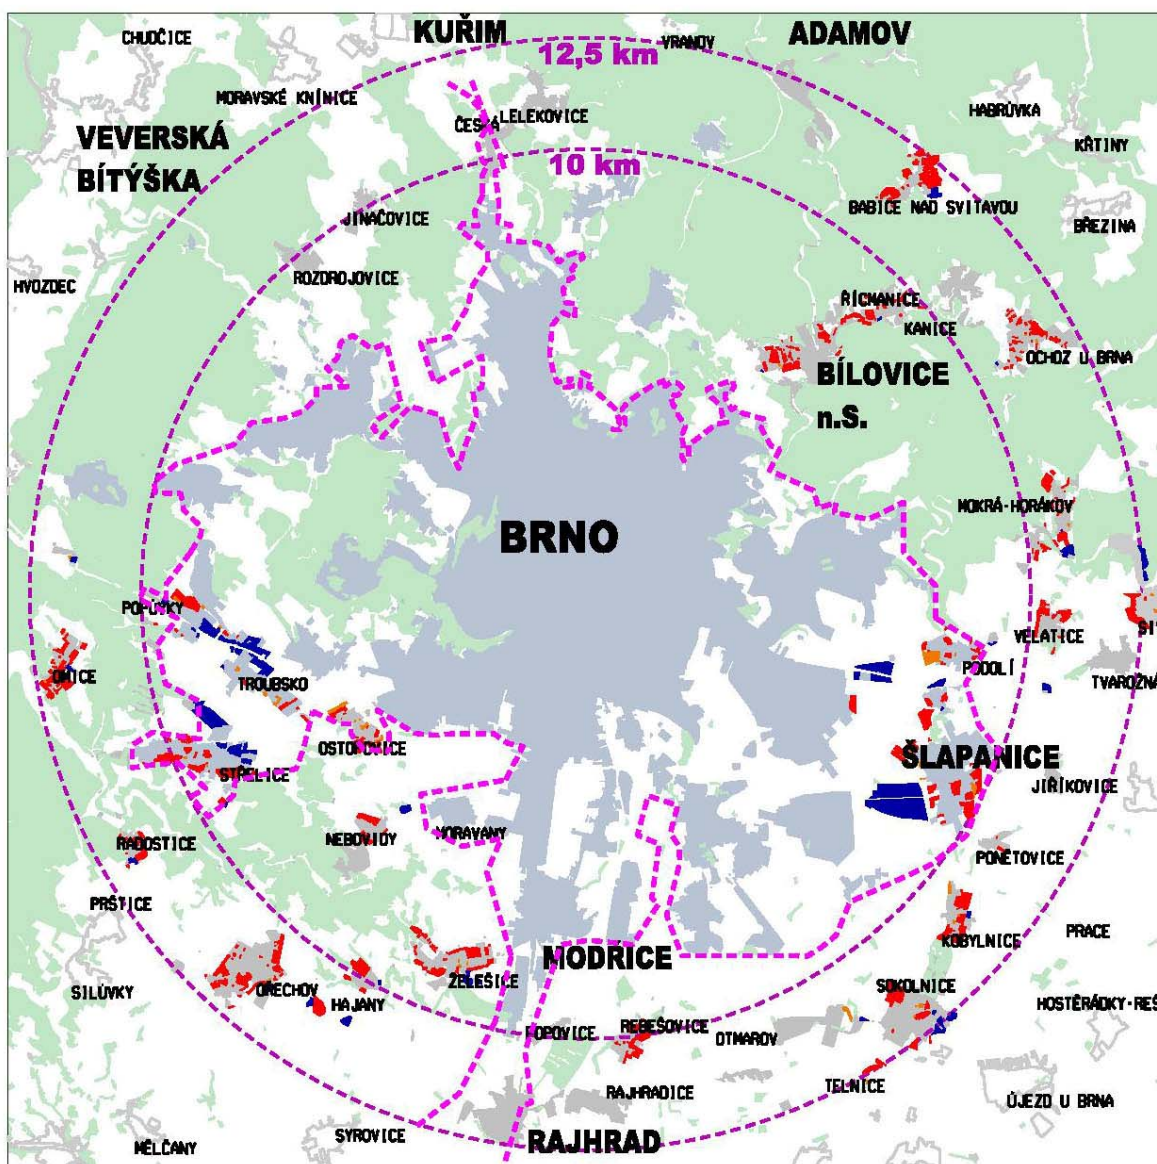 KUŘIM
ADAMOV
CHUDČICE
VRANOV
12,5 km
MORAVSKÉ KNÍNICE
HABRŮVKA
LELEKOVICE
ČESKÁ
VEVERSKÁ
BÍTÝŠKA
KŘTINY
10 km
BABICE NAD SVITAVOU
JINAČOVICE
BŘEZINA
ROZDROJOVICE
HVOZDEC
ŘÍCMANICE
KANICE
OCHOZ U BRNA
BÍLOVICE
n.S.
MOKRÁ-HORÁKOV
BRNO
POPŮVKY
VELATICE
PODOLÍ
OMICE
TROUBSKO
TVAROŽNÁ
OSTOPOVICE
STŘELICE
ŠLAPANICE
JIŘÍKOVICE
NEBOVIDY
MORAVANY
RADOSTICE
PONĚTOVICE
PRŠTICE
KOBYLNICE
PRACE
MODRICE
SILŮVKY
OŘECHOV
HAJANY
ŽELEŠICE
SOKOLNICE
HOSTĚRÁDKY-REŠ
POPOVICE
REBEŠOVICE
OTMAROV
RAJHRADICE
TELNICE
ÚJEZD U BRNA
SYROVICE
RAJHRAD
MĚLČANY